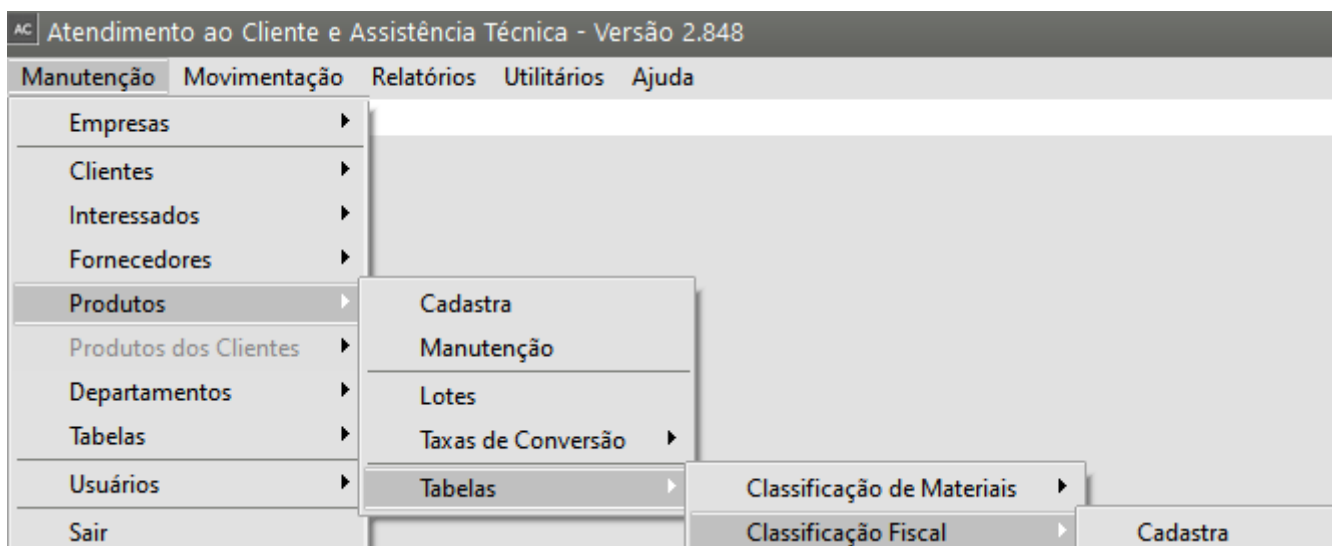 AC Atendimento ao Cliente e Assistência Técnica - Versão 2.848
Manutenção Movimentação Relatórios Utilitários Ajuda
Empresas
Clientes
Interessados
Fornecedores
Produtos
Produtos dos Clientes
Departamentos
Tabelas
Usuários
Sair
Cadastra
Manutenção
Lotes
Taxas de Conversão
Tabelas
Classificação de Materiais
Classificação Fiscal
Cadastra